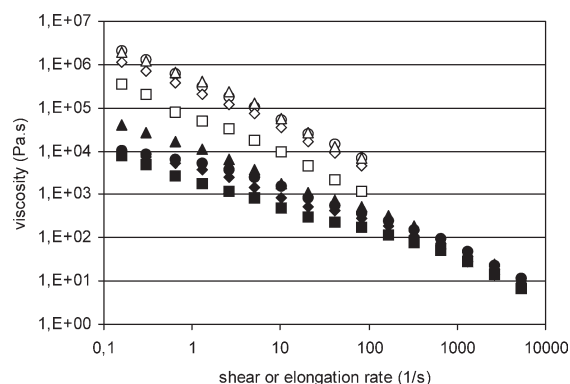 1,E+07
1,E+06
1,E+05
1,E+04
1,E+03
1,E+02
1,E+01
1,E+00
viscosity (Pa.s)
0,1 1 10 100 1000 10000
shear or elongation rate (1/s)